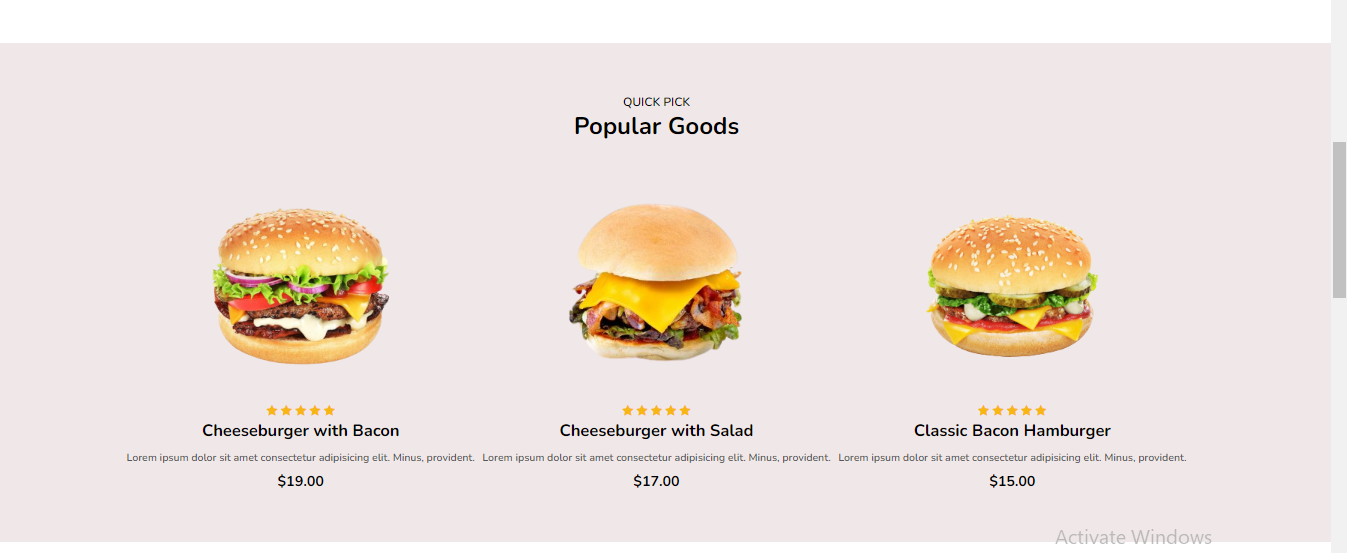 QUICK PICK
Popular Goods
Cheeseburger with Bacon
Lorem ipsum dolor sit amet consectetur adipisicing elit. Minus, provident.
$19.00
Cheeseburger with Salad
Lorem ipsum dolor sit amet consectetur adipisicing elit. Minus, provident.
$17.00
Classic Bacon Hamburger
Lorem ipsum dolor sit amet consectetur adipisicing elit. Minus, provident.
$15.00
Activate Windows